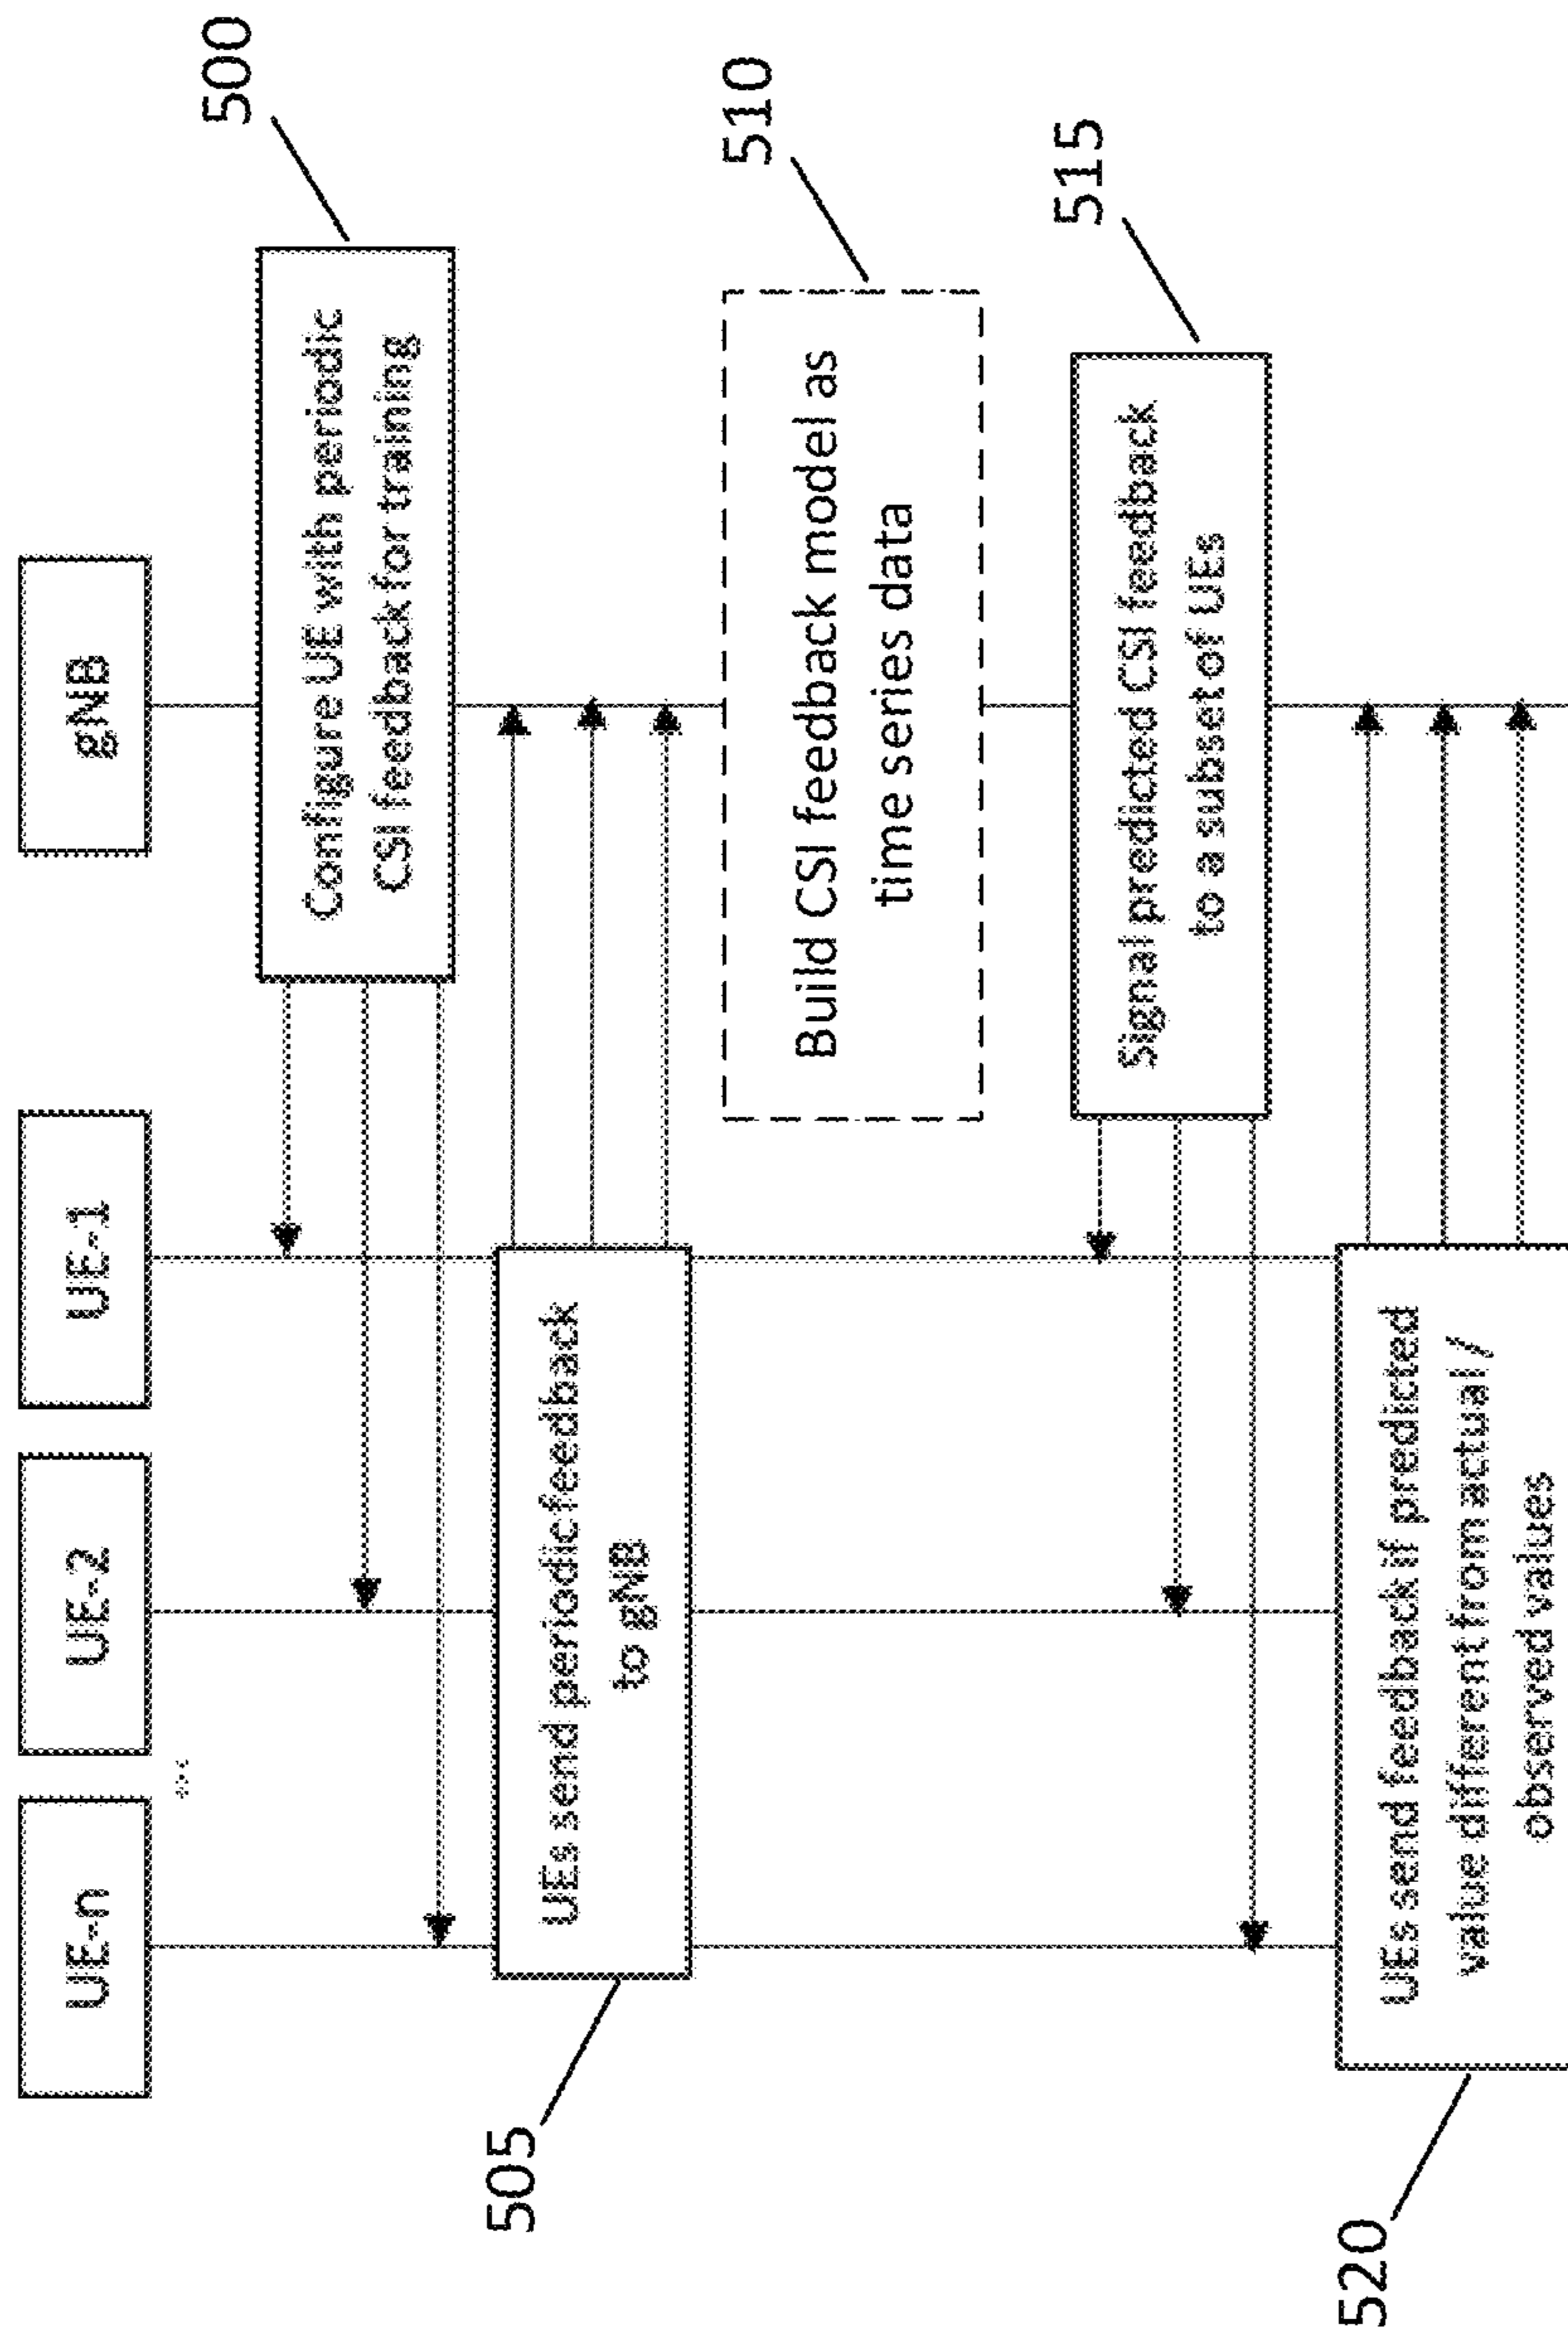 UE-n
UE-2
UE-1
gNB
...
500
Configure UE with periodic
CSI feedback for training
505
UEs send periodic feedback
to gNB
510
Build CSI feedback model as
time series data
515
Signal predicted CSI feedback
to a subset of UEs
520
UEs send feedback if predicted
value different from actual /
observed values